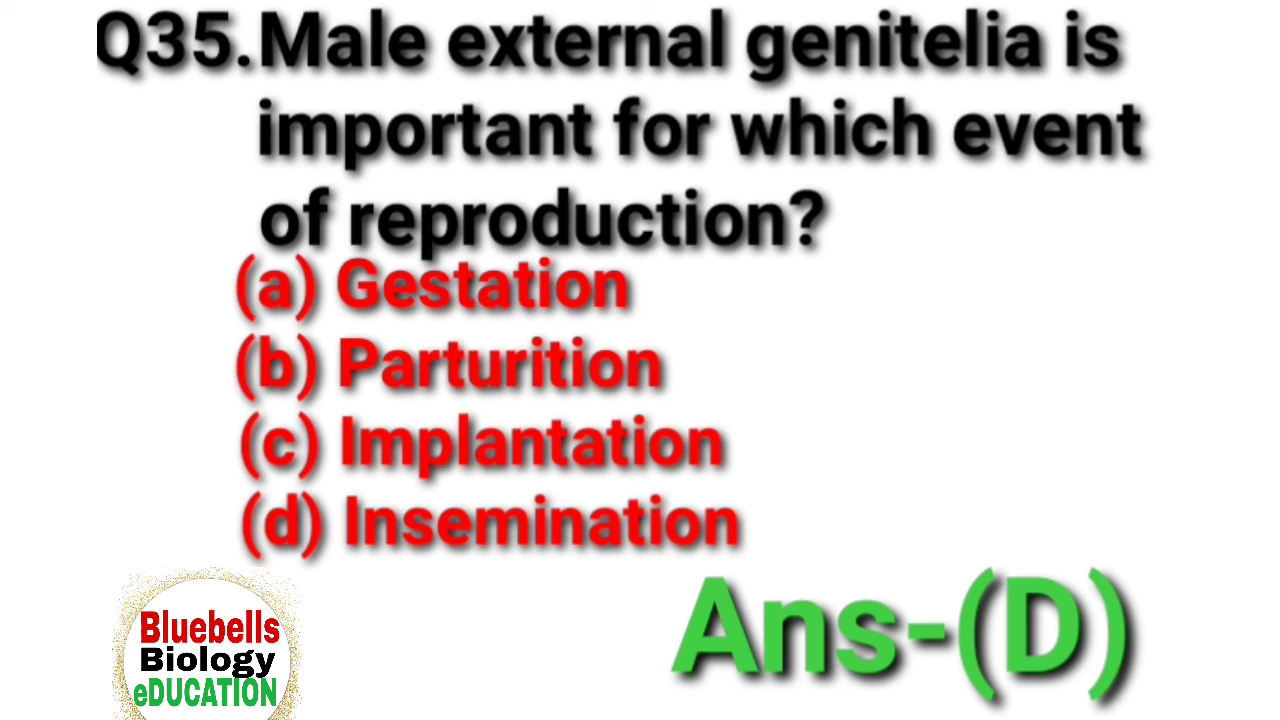 Q35.Male external genitelia is
important for which event
of reproduction?
(a) Gestation
(b) Parturition
(c) Implantation
(d) Insemination
Ans-(D)
Bluebells
Biology
eDUCATION